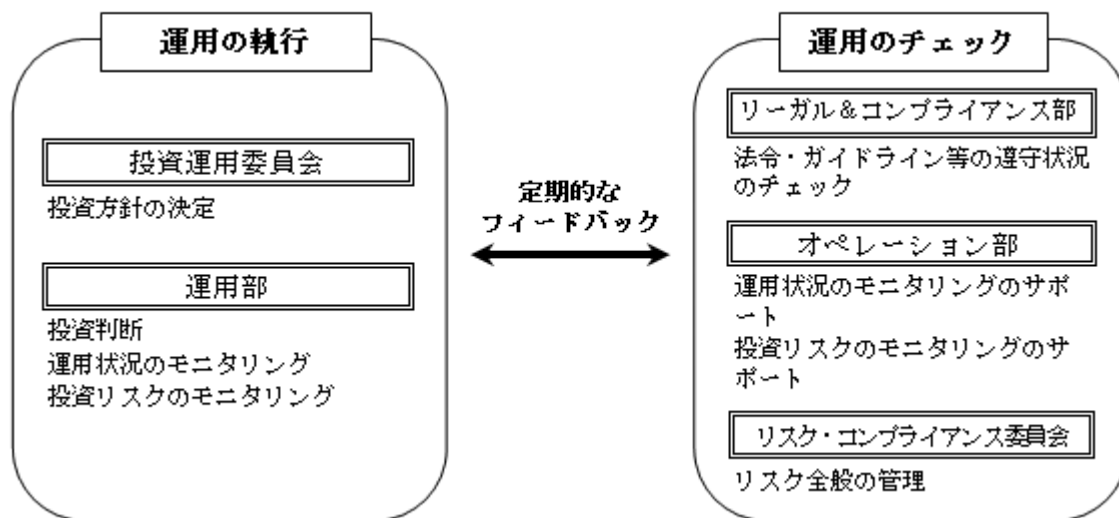 運用の執行
投資運用委員会
投資方針の決定
運用部
投資判断
運用状況のモニタリング
投資リスクのモニタリング
定期的な
フィードバック
運用のチェック
リーガル＆コンプライアンス部
法令・ガイドライン等の遵守状況
のチェック
オペレーション部
運用状況のモニタリングのサポ
ート
投資リスクのモニタリングのサ
ポート
リスク・コンプライアンス委員会
リスク全般の管理